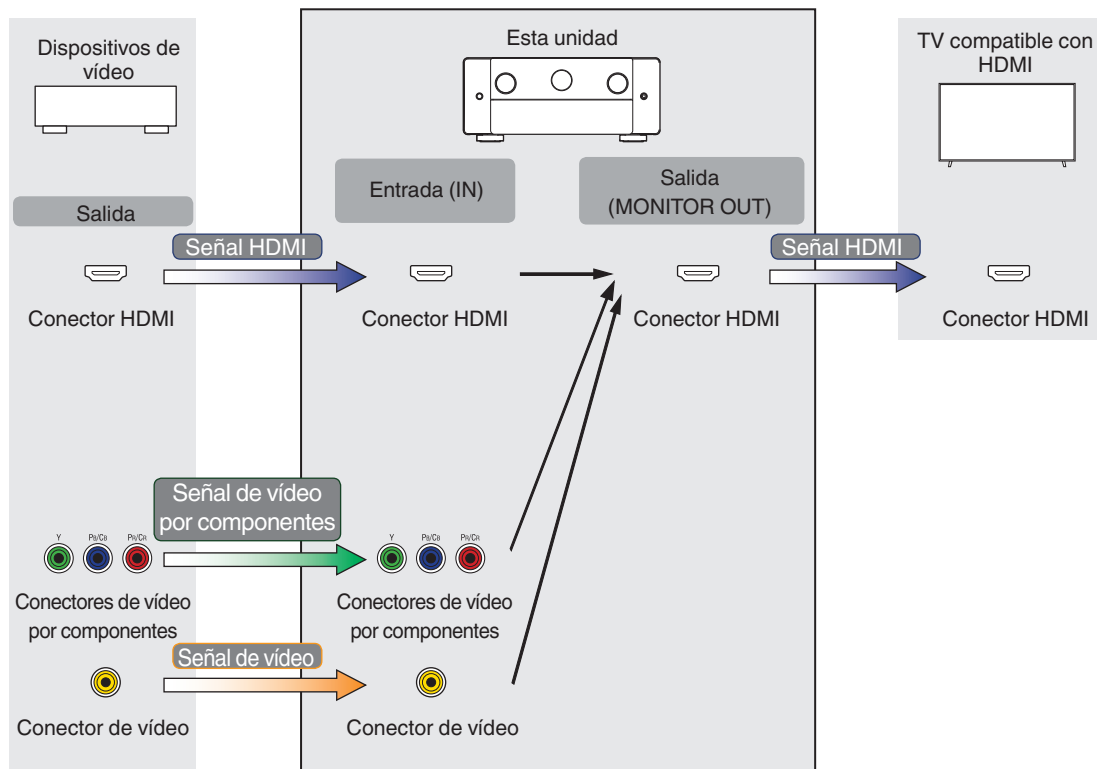 Dispositivos de
vídeo
Esta unidad
TV compatible con
HDMI
Salida
Entrada (IN)
Salida
(MONITOR OUT)
Señal HDMI
Señal HDMI
Conector HDMI
Conector HDMI
Conector HDMI
Conector HDMI
Señal de vídeo
por componentes
Y
PB/CB
PR/CR
Y
PB/CB
PR/CR
Conectores de vídeo
por componentes
Conectores de vídeo
por componentes
Señal de vídeo
Conector de vídeo
Conector de vídeo